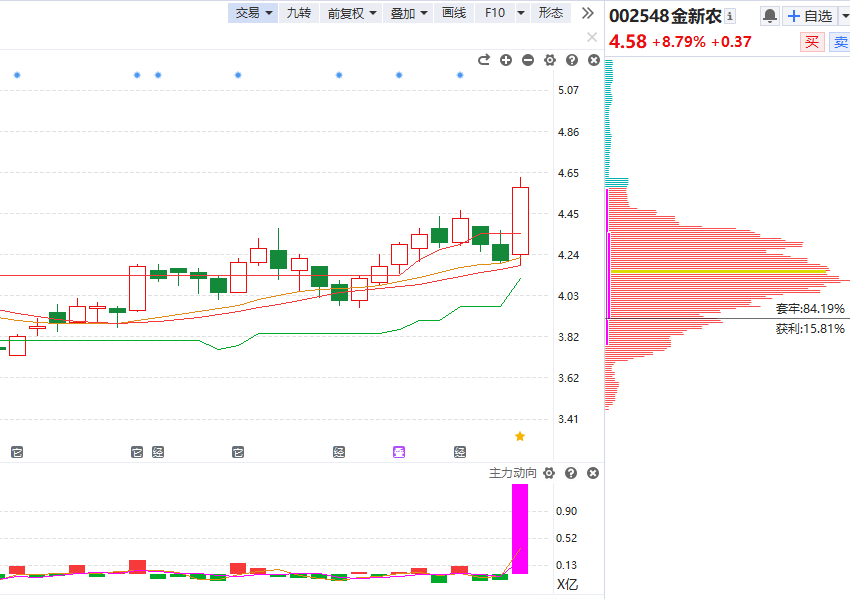 交易 九转 前复权 叠加 画线 F10 形态
002548金新农 自选
4.58 +8.79% +0.37 买 卖
5.07
4.86
4.65
4.45
4.24
4.03
套牢:84.19%
获利:15.81%
3.82
3.62
3.41
主力动向
0.90
0.52
0.13
X亿